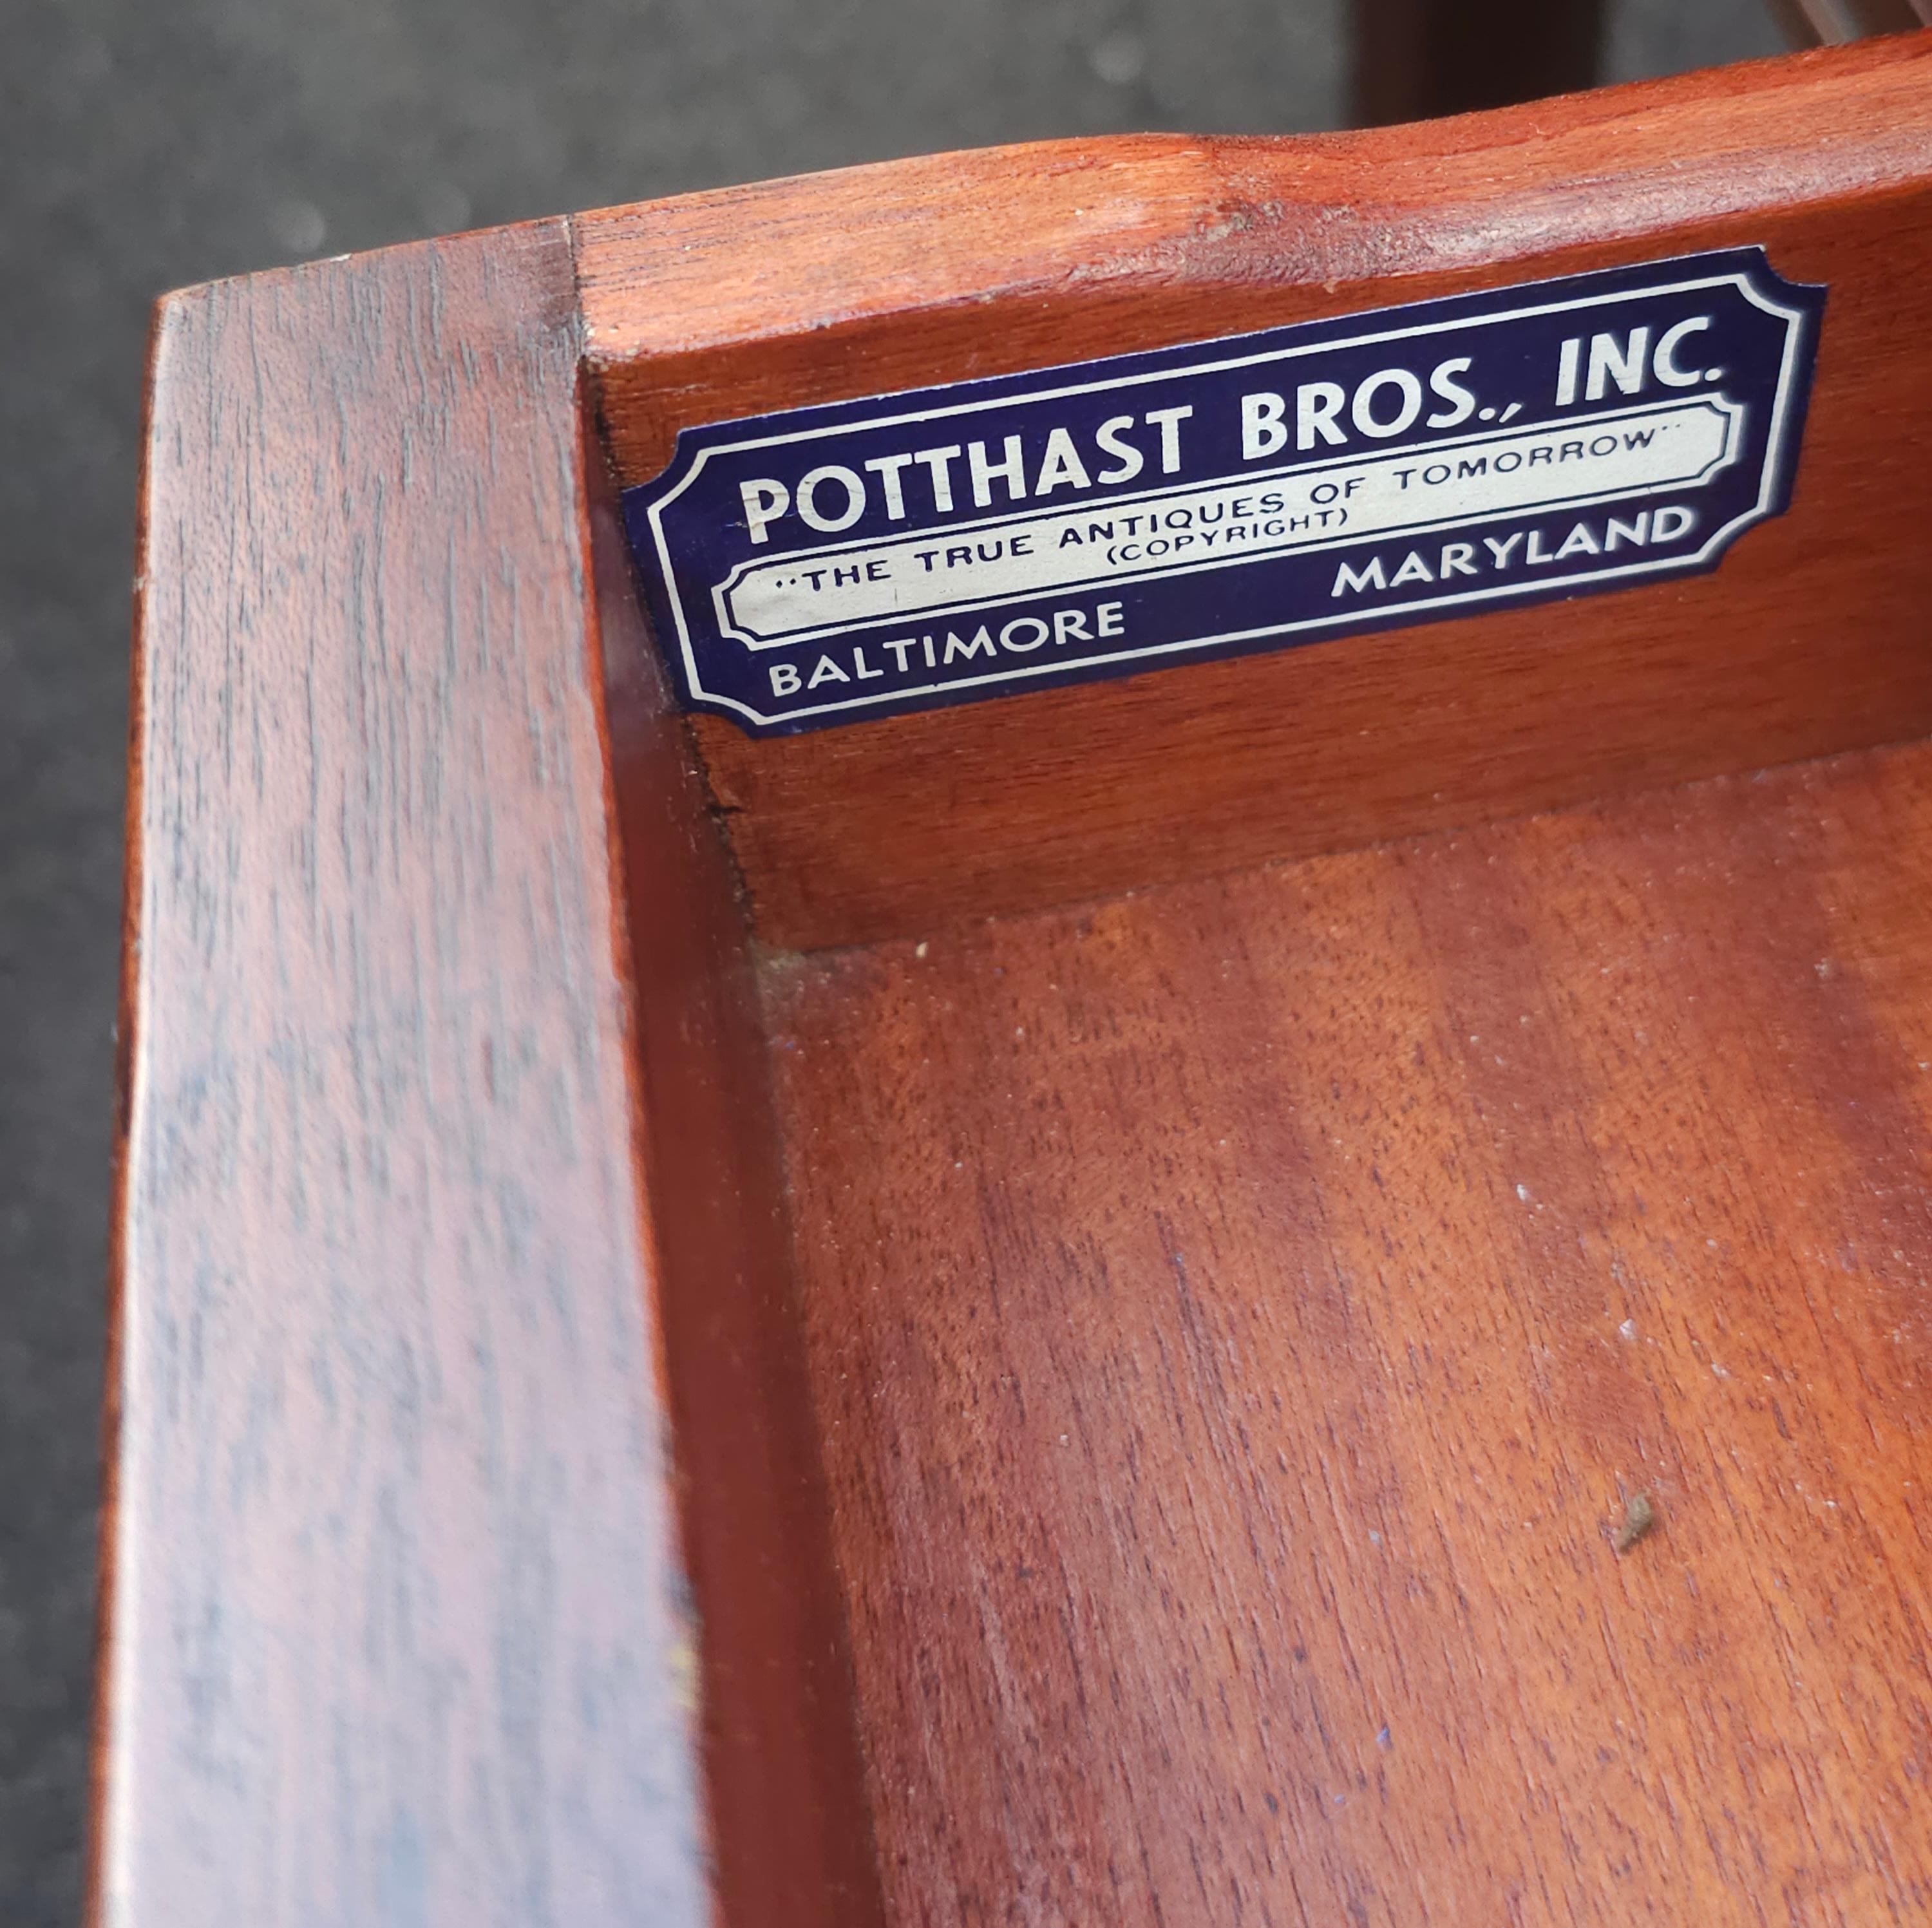 POTTHAST BROS., INC.
"THE TRUE ANTIQUES OF TOMORROW"
(COPYRIGHT)
BALTIMORE MARYLAND